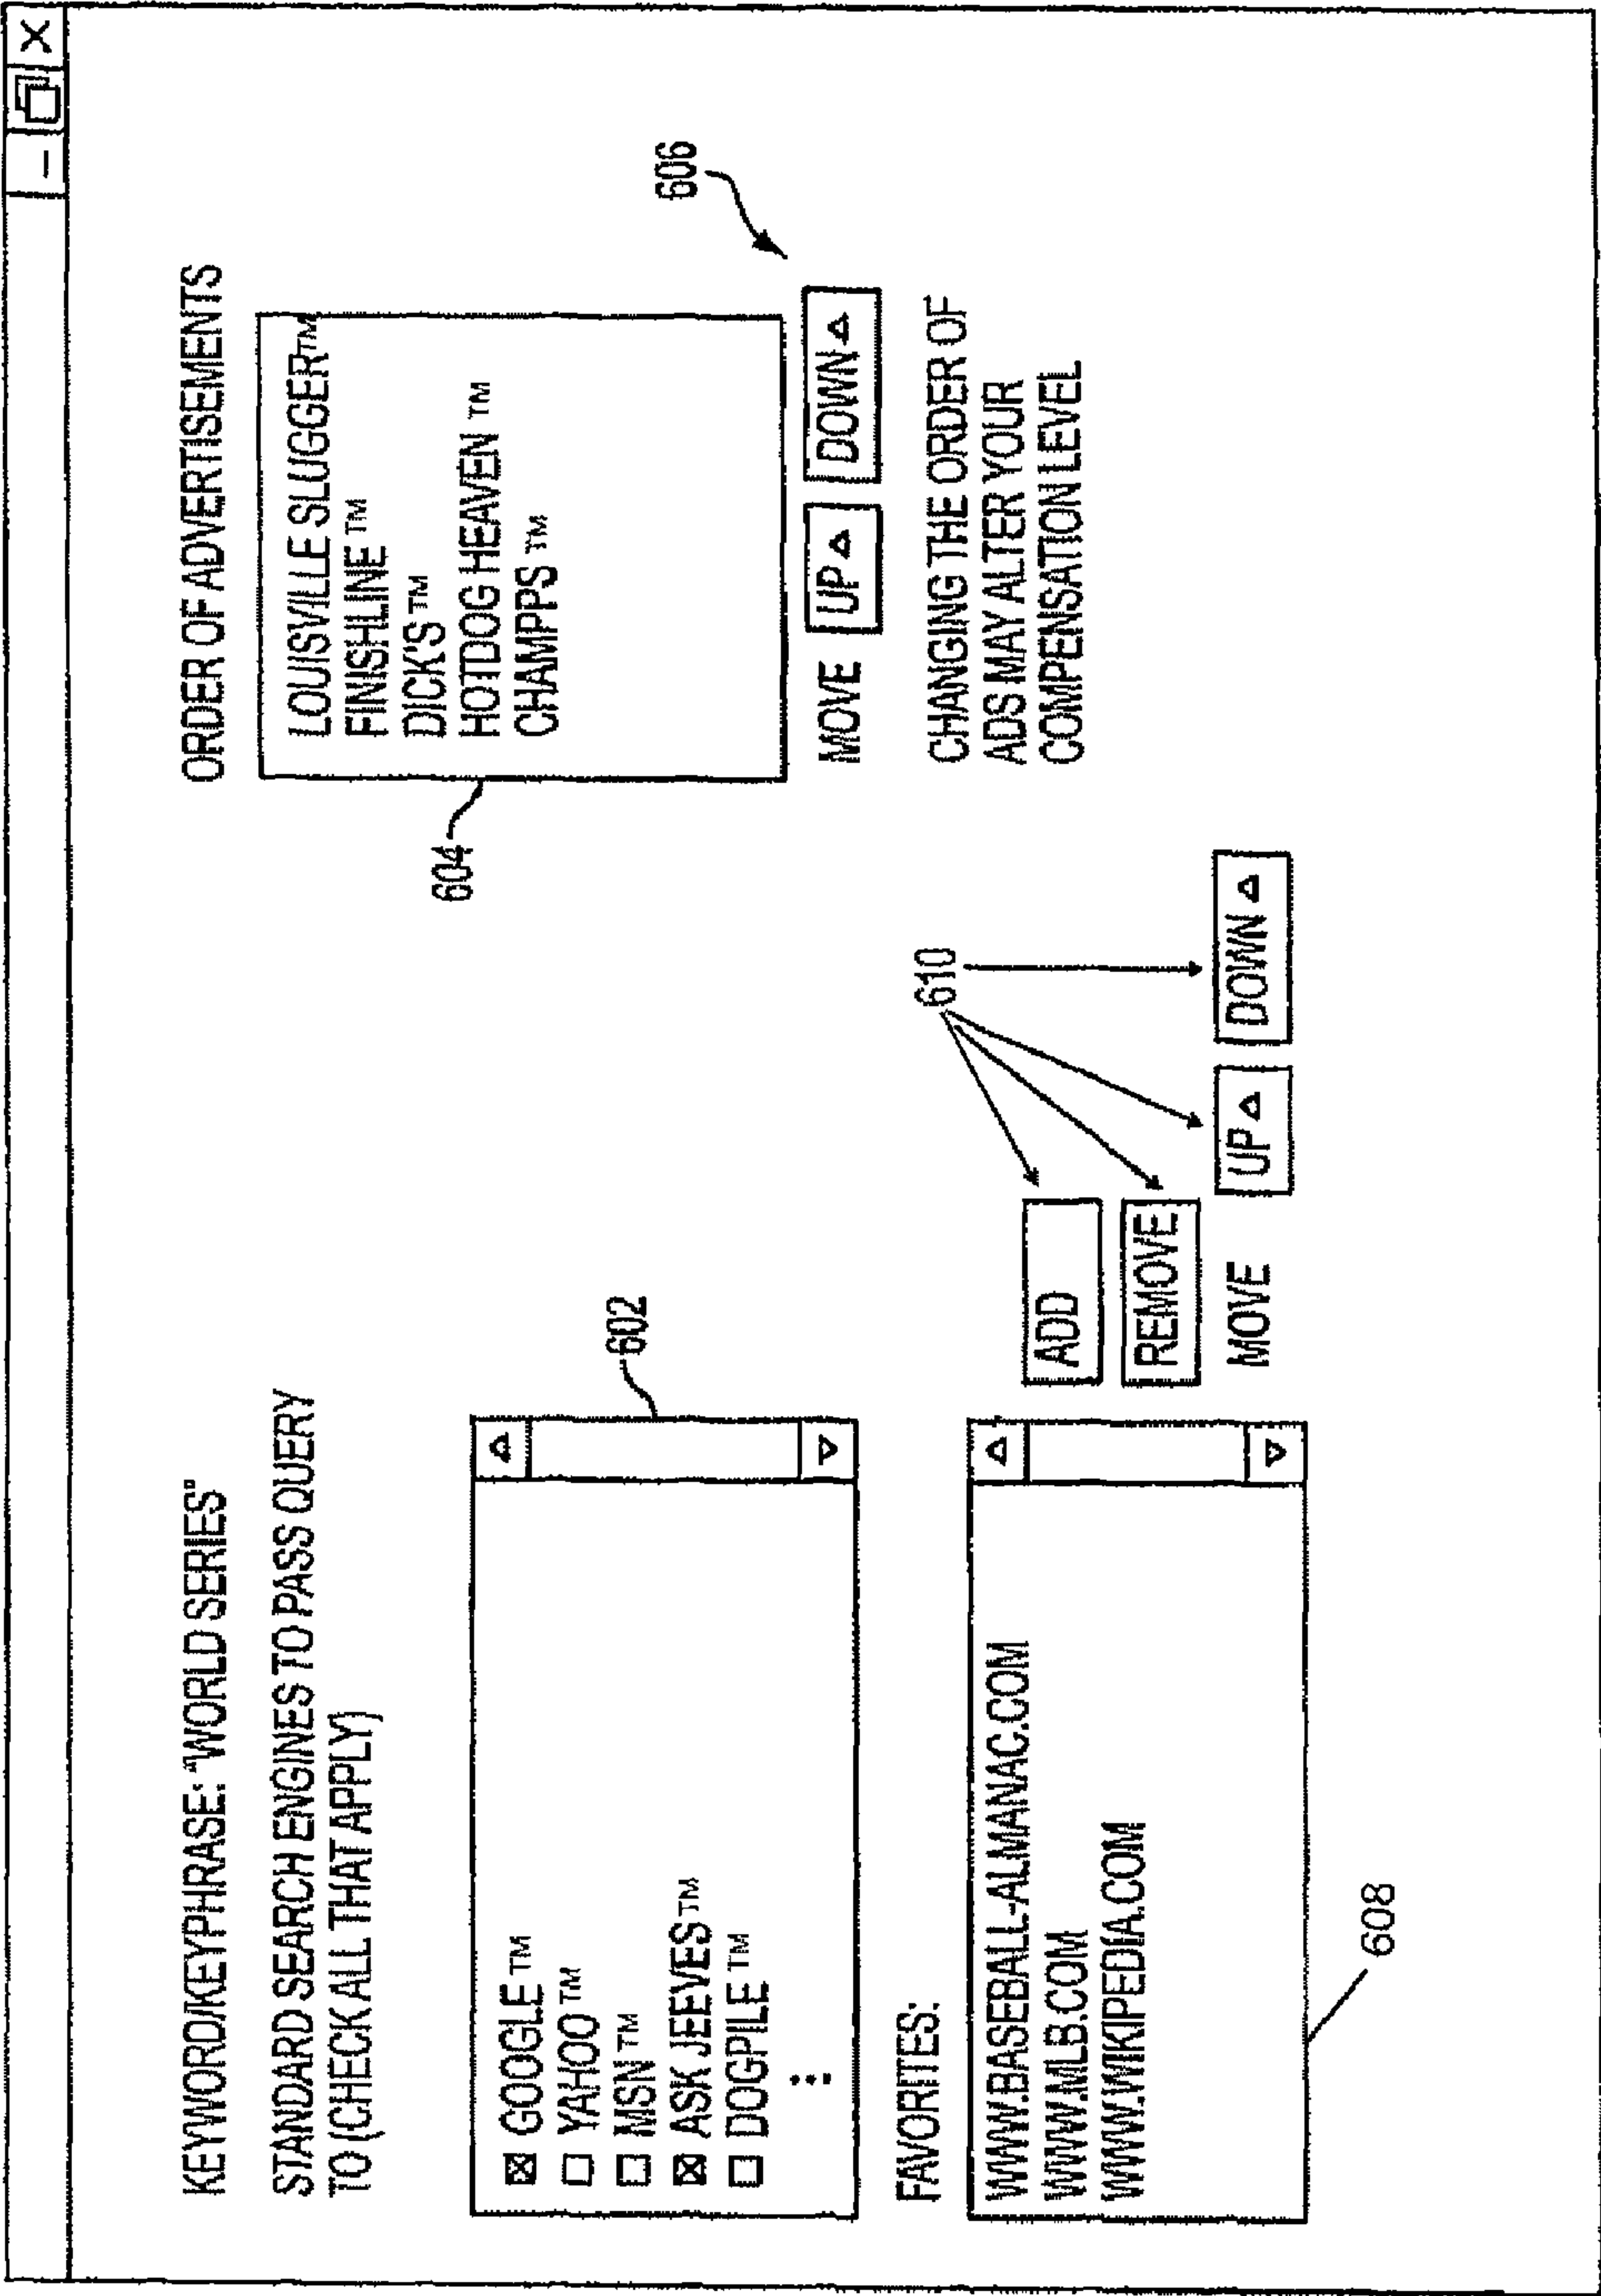 KEYWORD/KEYPHRASE: "WORLD SERIES"
STANDARD SEARCH ENGINES TO PASS QUERY
TO (CHECK ALL THAT APPLY)
GOOGLE™
YAHOO™
MSN™
ASK JEEVES™
DOGPILE™
602
FAVORITES:
WWW.BASEBALL-ALMANAC.COM
WWW.MLB.COM
WWW.WIKIPEDIA.COM
608
610
ADD
REMOVE
MOVE UP DOWN
ORDER OF ADVERTISEMENTS
LOUISVILLE SLUGGER™
FINISHLINE™
DICK'S™
HOTDOG HEAVEN™
CHAMPPS™
604
606
MOVE UP DOWN
CHANGING THE ORDER OF
ADS MAY ALTER YOUR
COMPENSATION LEVEL